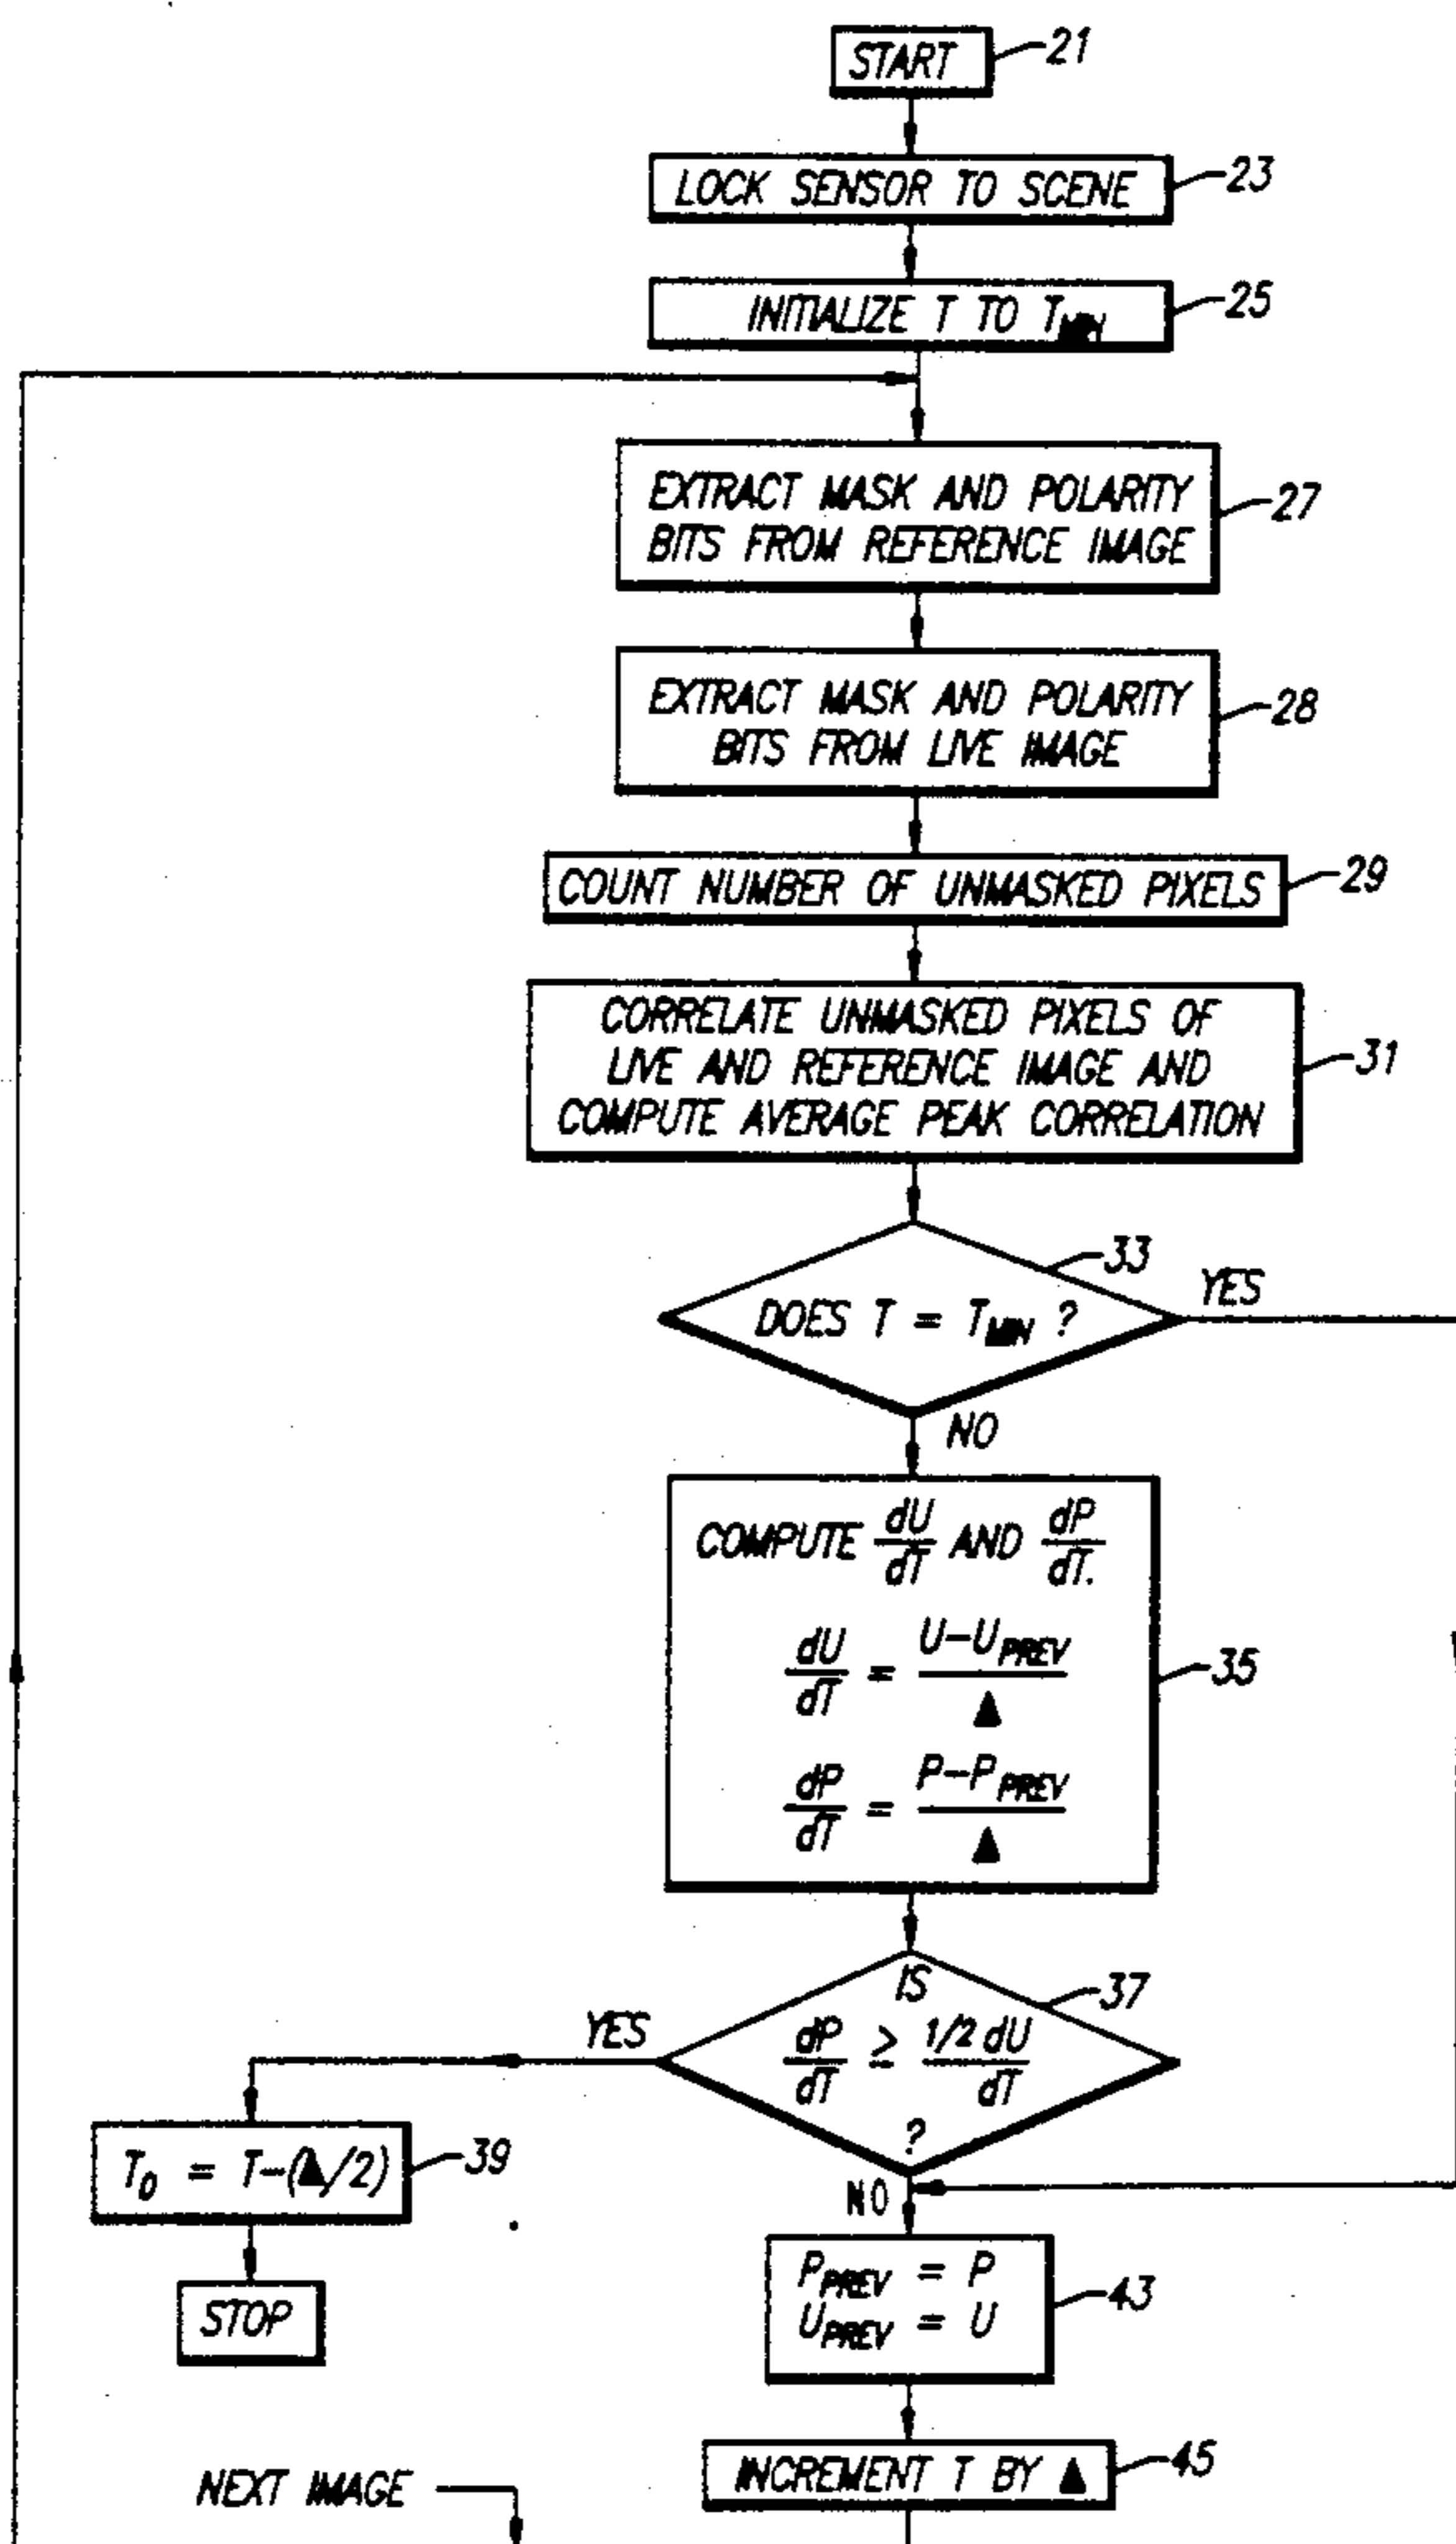 START
21
LOCK SENSOR TO SCENE
23
INITIALIZE T TO TMIN
25
EXTRACT MASK AND POLARITY
BITS FROM REFERENCE IMAGE
27
EXTRACT MASK AND POLARITY
BITS FROM LIVE IMAGE
28
COUNT NUMBER OF UNMASKED PIXELS
29
CORRELATE UNMASKED PIXELS OF
LIVE AND REFERENCE IMAGE AND
COMPUTE AVERAGE PEAK CORRELATION
31
33
DOES T = TMIN ?
YES
NO
COMPUTE dU/dT AND dP/dT.
dU/dT = U-UPREV/▲
35
dP/dT = P-PPREV/▲
IS
37
dP/dT ≥ 1/2 dU/dT
?
YES
NO
T0 = T-(▲/2)
39
STOP
PPREV = P
UPREV = U
43
INCREMENT T BY ▲
45
NEXT IMAGE